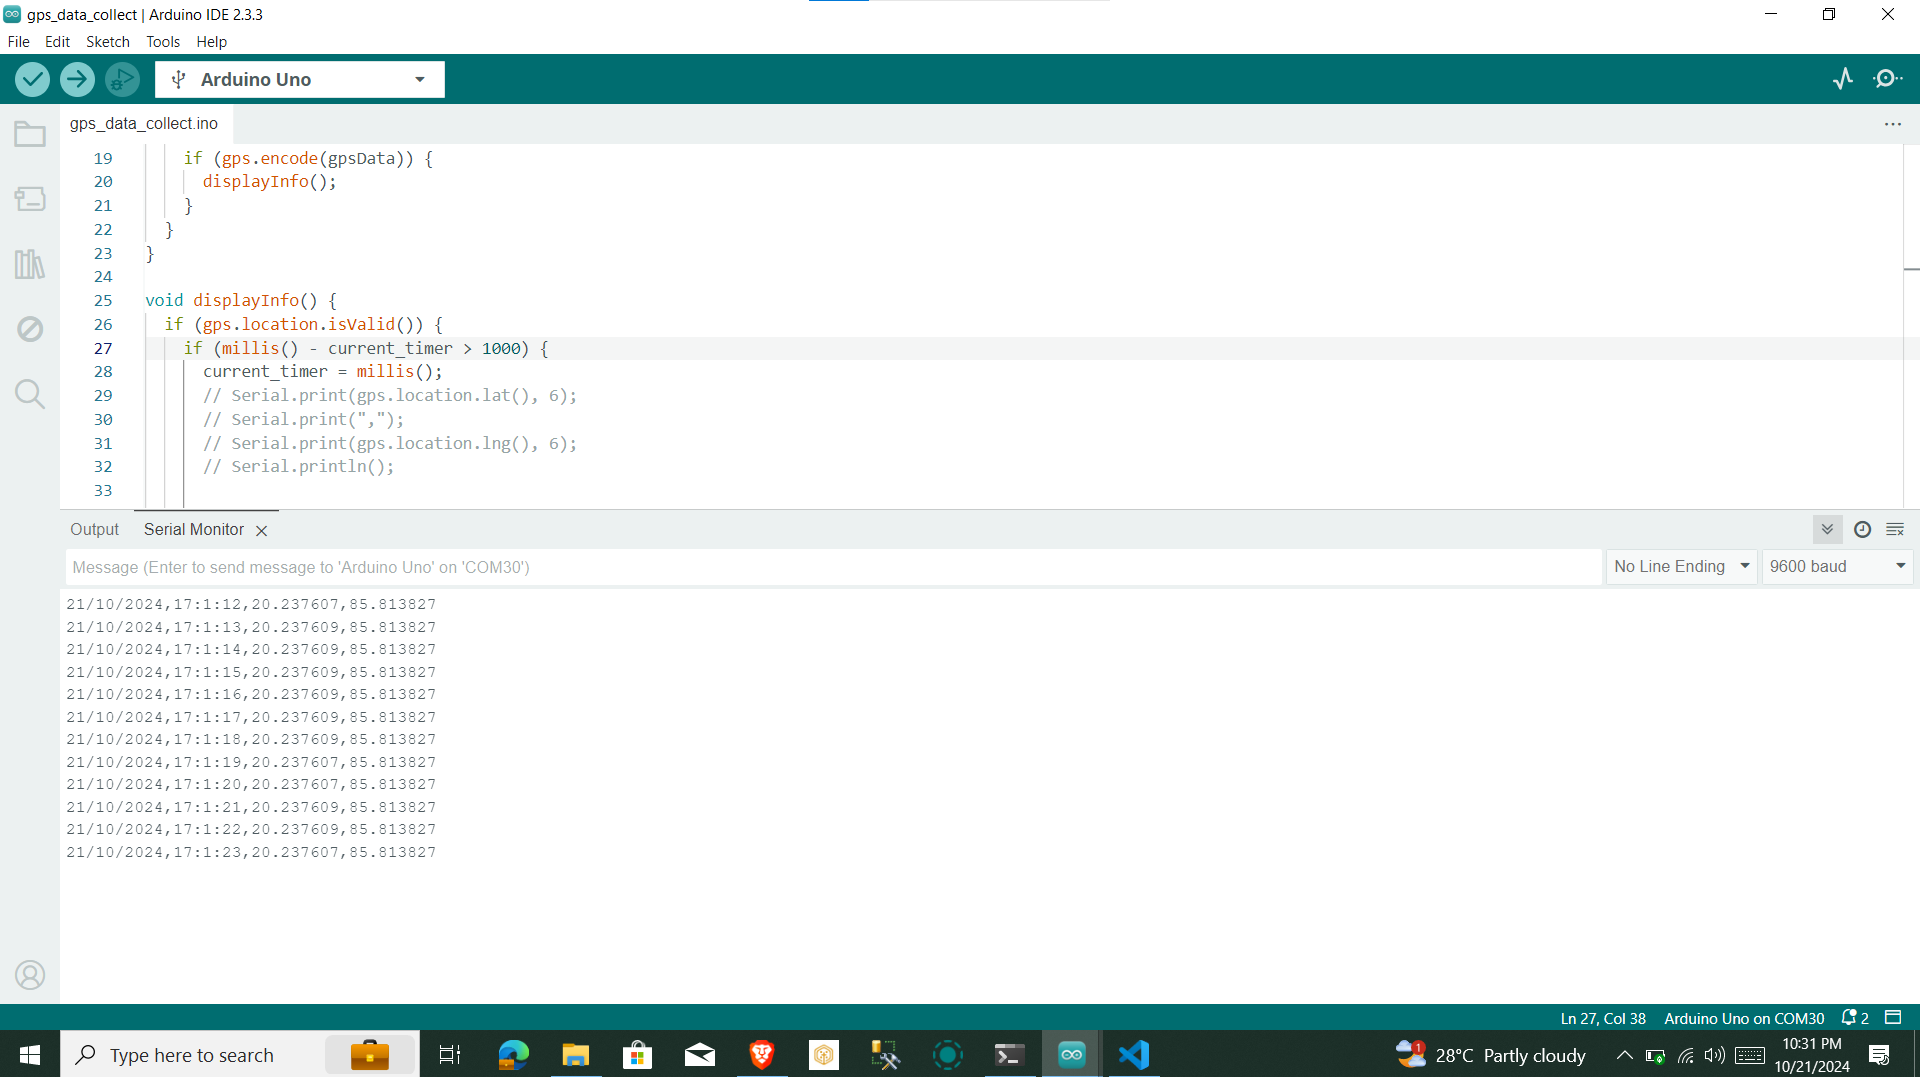 gps_data_collect | Arduino IDE 2.3.3
File Edit Sketch Tools Help
Arduino Uno
gps_data_collect.ino
19 if (gps.encode(gpsData)) {
20 displayInfo();
21 }
22 }
23 }
24
25 void displayInfo() {
26 if (gps.location.isValid()) {
27 if (millis() - current_timer > 1000) {
28 current_timer = millis();
29 // Serial.print(gps.location.lat(), 6);
30 // Serial.print(",");
31 // Serial.print(gps.location.lng(), 6);
32 // Serial.println();
33
Output Serial Monitor
Message (Enter to send message to 'Arduino Uno' on 'COM30') No Line Ending 9600 baud
21/10/2024,17:1:12,20.237607,85.813827
21/10/2024,17:1:13,20.237609,85.813827
21/10/2024,17:1:14,20.237609,85.813827
21/10/2024,17:1:15,20.237609,85.813827
21/10/2024,17:1:16,20.237609,85.813827
21/10/2024,17:1:17,20.237609,85.813827
21/10/2024,17:1:18,20.237609,85.813827
21/10/2024,17:1:19,20.237607,85.813827
21/10/2024,17:1:20,20.237607,85.813827
21/10/2024,17:1:21,20.237609,85.813827
21/10/2024,17:1:22,20.237609,85.813827
21/10/2024,17:1:23,20.237607,85.813827
Ln 27, Col 38 Arduino Uno on COM30 2
Type here to search
1 28°C Partly cloudy
10:31 PM
10/21/2024